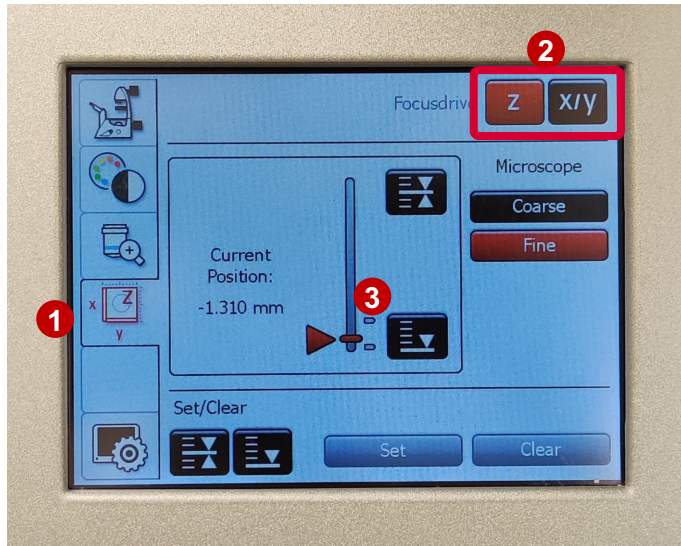 2
Focusdrive
Z
X/Y
Microscope
Coarse
Fine
Current
Position:
-1.310 mm
3
1
x
Z
y
Set/Clear
Set
Clear